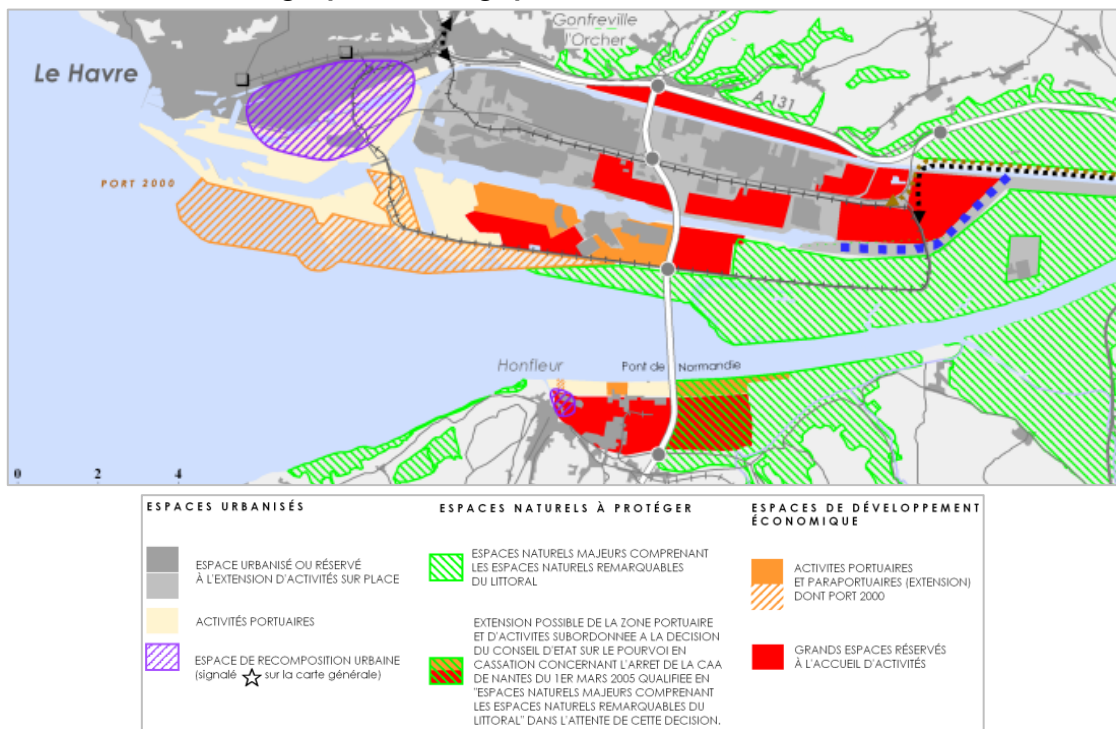 Gonfreville
l'Orcher
Le Havre
A 131
PORT 2000
Honfleur
Pont de Normandie
0 2 4
ESPACES URBANISÉS
ESPACE URBANISÉ OU RÉSERVÉ
À L'EXTENSION D'ACTIVITÉS SUR PLACE
ACTIVITÉS PORTUAIRES
ESPACE DE RECOMPOSITION URBAINE
(signalé sur la carte générale)
ESPACES NATURELS À PROTÉGER
ESPACES NATURELS MAJEURS COMPRENANT
LES ESPACES NATURELS REMARQUABLES
DU LITTORAL
EXTENSION POSSIBLE DE LA ZONE PORTUAIRE
ET D'ACTIVITES SUBORDONNEE A LA DECISION
DU CONSEIL D'ETAT SUR LE POURVOI EN
CASSATION CONCERNANT L'ARRET DE LA CAA
DE NANTES DU 1ER MARS 2005 QUALIFIEE EN
"ESPACES NATURELS MAJEURS COMPRENANT
LES ESPACES NATURELS REMARQUABLES DU
LITTORAL" DANS L'ATTENTE DE CETTE DECISION.
ESPACES DE DÉVELOPPEMENT
ÉCONOMIQUE
ACTIVITES PORTUAIRES
ET PARAPORTUAIRES (EXTENSION)
DONT PORT 2000
GRANDS ESPACES RÉSERVÉS
À L'ACCUEIL D'ACTIVITÉS